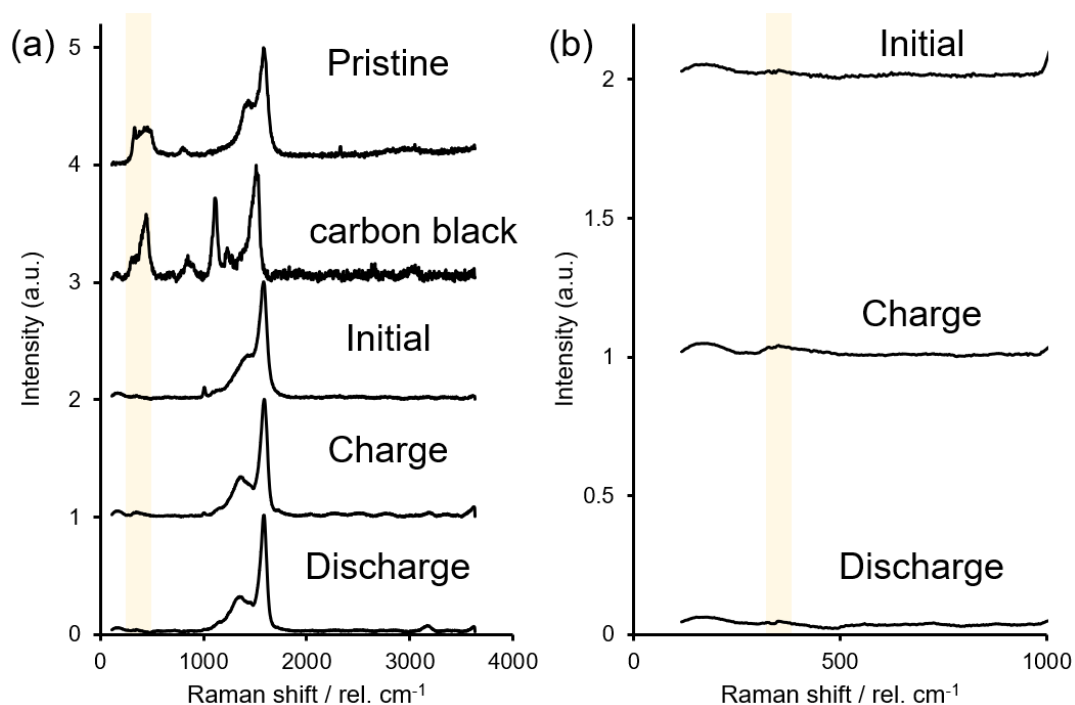 (a)
5
4
3
2
1
0
Intensity (a.u.)
Pristine
carbon black
Initial
Charge
Discharge
0 1000 2000 3000 4000
Raman shift / rel. cm⁻¹
(b)
2
1.5
1
0.5
0
Intensity (a.u.)
Initial
Charge
Discharge
0 500 1000
Raman shift / rel. cm⁻¹